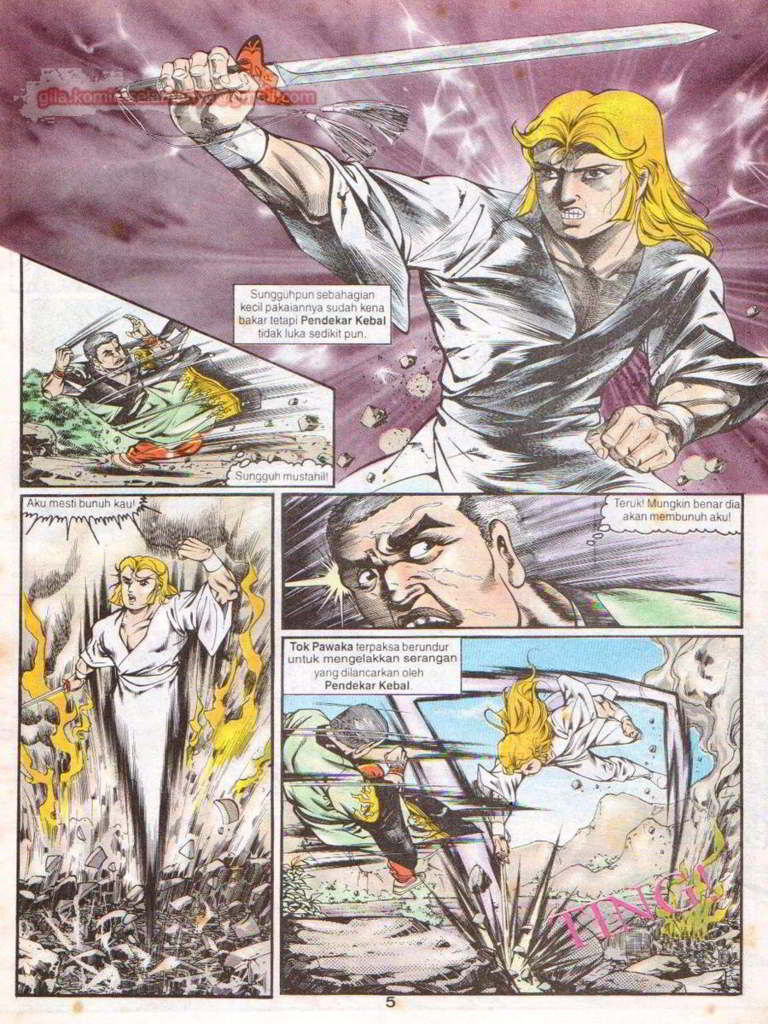 Sungguhpun sebahagian
kecil pakaiannya sudah kena
bakar tetapi Pendekar Kebal
tidak luka sedikit pun.
Sungguh mustahil!
Aku mesti bunuh kau!
Teruk! Mungkin benar dia
akan membunuh aku!
Tok Pawaka terpaksa berundur
untuk mengelakkan serangan
yang dilancarkan oleh
Pendekar Kebal.
TING!
5